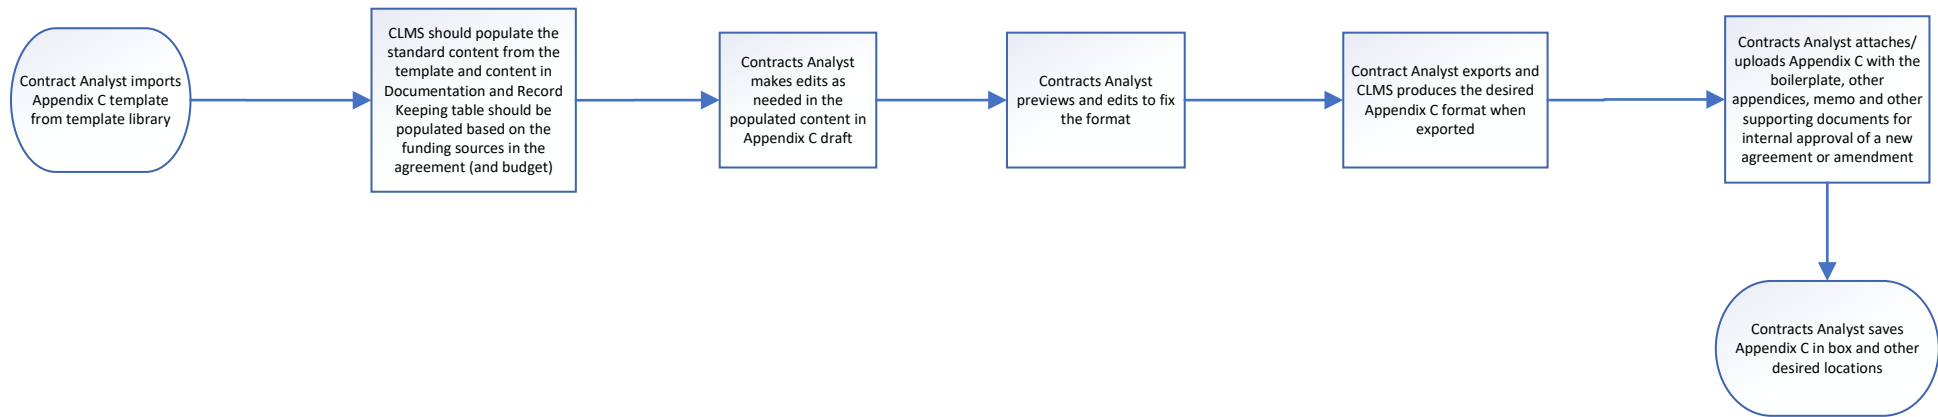 Contract Analyst imports
Appendix C template
from template library
CLMS should populate the
standard content from the
template and content in
Documentation and Record
Keeping table should be
populated based on the
funding sources in the
agreement (and budget)
Contracts Analyst
makes edits as
needed in the
populated content in
Appendix C draft
Contracts Analyst
previews and edits to fix
the format
Contract Analyst exports and
CLMS produces the desired
Appendix C format when
exported
Contracts Analyst attaches/
uploads Appendix C with the
boilerplate, other
appendices, memo and other
supporting documents for
internal approval of a new
agreement or amendment
Contracts Analyst saves
Appendix C in box and other
desired locations